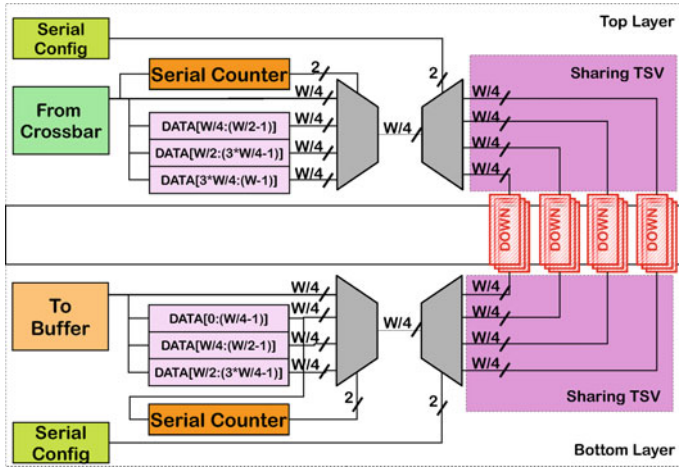 Serial
Config
Top Layer
Serial Counter
2
2
Sharing TSV
From
Crossbar
W/4
W/4
DATA[W/4:(W/2-1)]
W/4
W/4
W/4
DATA[W/2:(3*W/4-1)]
W/4
W/4
DATA[3*W/4:(W-1)]
W/4
W/4
DOWN
DOWN
DOWN
DOWN
To
Buffer
W/4
W/4
DATA[0:(W/4-1)]
W/4
W/4
W/4
DATA[W/4:(W/2-1)]
W/4
W/4
DATA[W/2:(3*W/4-1)]
W/4
W/4
Serial Counter
2
2
Sharing TSV
Serial
Config
Bottom Layer